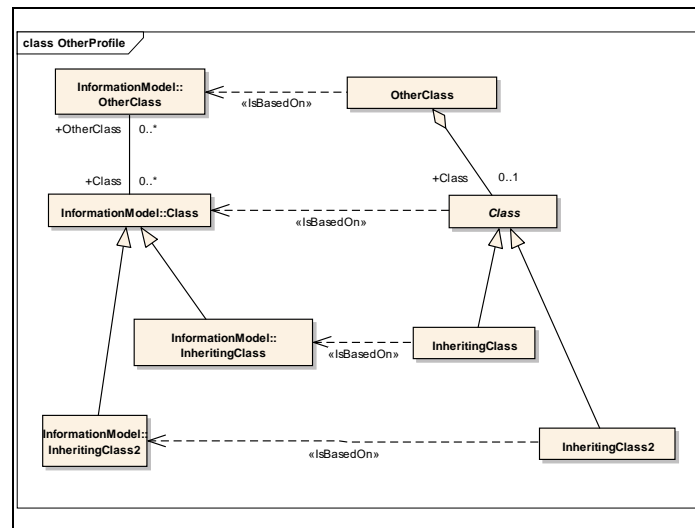 class OtherProfile
InformationModel::
OtherClass
OtherClass
«IsBasedOn»
+OtherClass 0..*
+Class 0..*
+Class 0..1
InformationModel::Class
Class
«IsBasedOn»
InformationModel::
InheritingClass
InheritingClass
«IsBasedOn»
InformationModel::
InheritingClass2
InheritingClass2
«IsBasedOn»